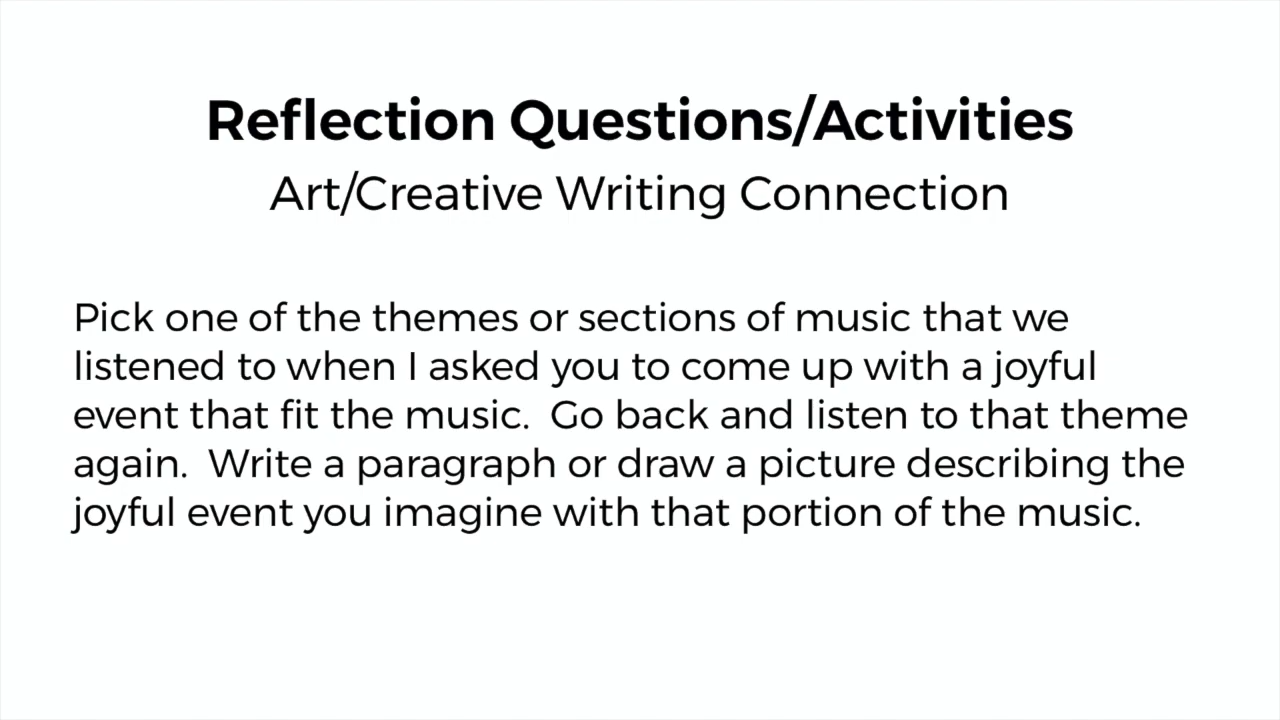 Reflection Questions/Activities
Art/Creative Writing Connection
Pick one of the themes or sections of music that we
listened to when I asked you to come up with a joyful
event that fit the music.  Go back and listen to that theme
again.  Write a paragraph or draw a picture describing the
joyful event you imagine with that portion of the music.